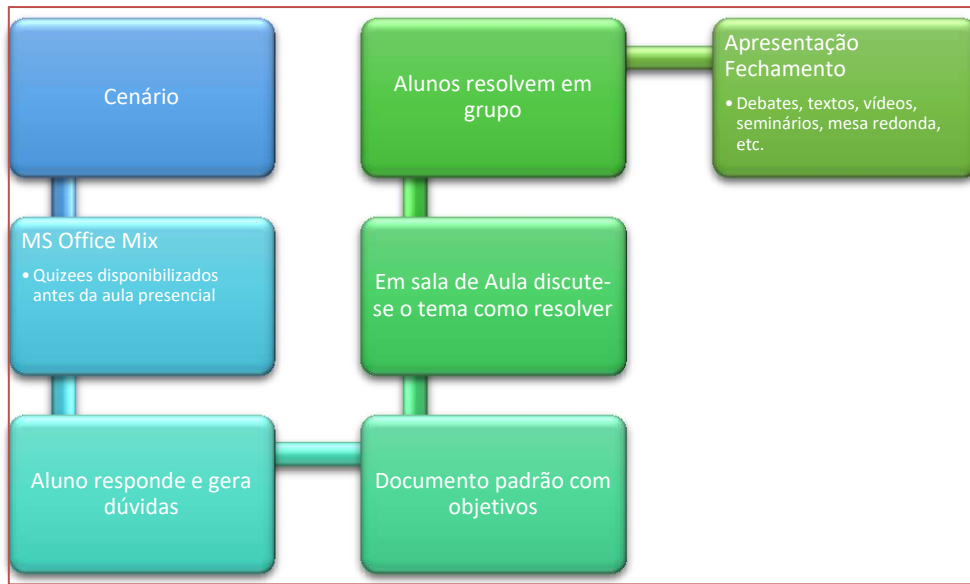 Cenário
MS Office Mix
• Quizees disponibilizados
antes da aula presencial
Aluno responde e gera
dúvidas
Documento padrão com
objetivos
Em sala de Aula discute-
se o tema como resolver
Alunos resolvem em
grupo
Apresentação
Fechamento
• Debates, textos, vídeos,
seminários, mesa redonda,
etc.